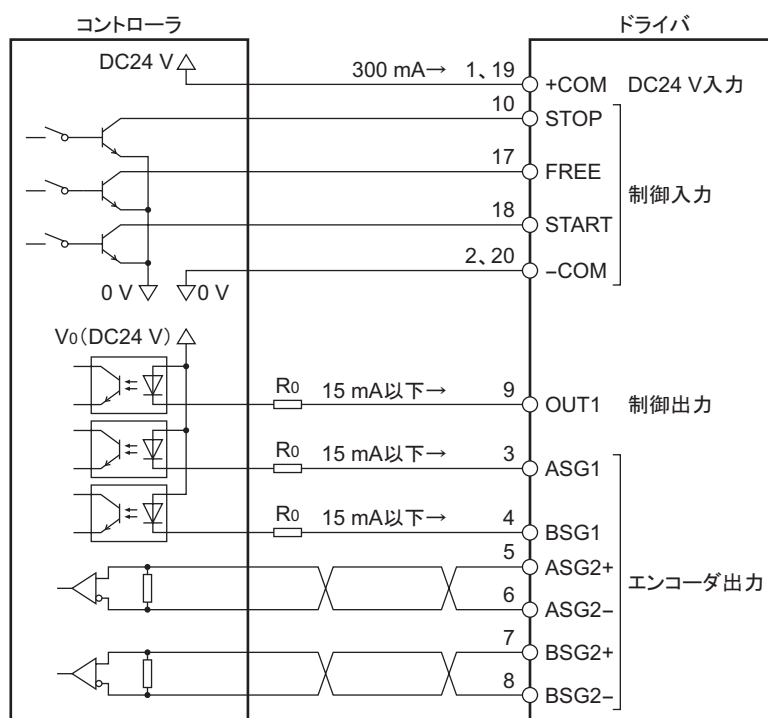 コントローラ
ドライバ
DC24 V
300 mA→ 1、19
+COM DC24 V入力
10
STOP
17
FREE
制御入力
18
START
2、20
−COM
0 V
0 V
V0(DC24 V)
R0 15 mA以下→ 9
OUT1 制御出力
R0 15 mA以下→ 3
ASG1
R0 15 mA以下→ 4
BSG1
5
ASG2+
エンコーダ出力
6
ASG2−
7
BSG2+
8
BSG2−